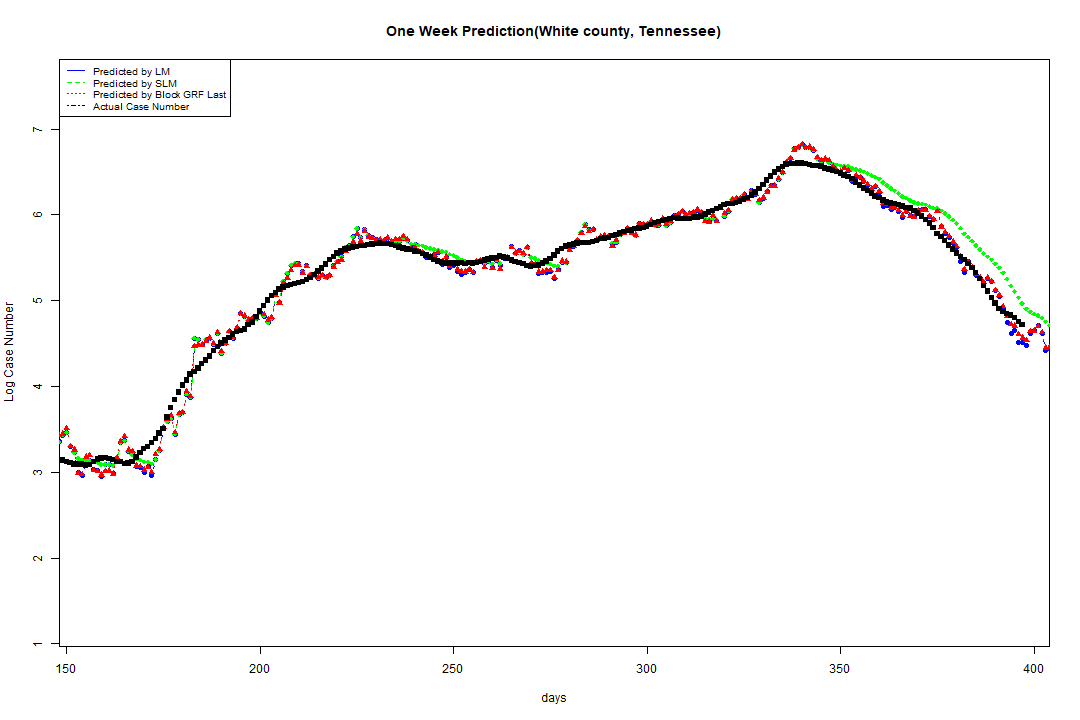 One Week Prediction(White county, Tennessee)
Predicted by LM
Predicted by SLM
Predicted by Block GRF Last
Actual Case Number
Log Case Number
7
6
5
4
3
2
1
150 200 250 300 350 400
days